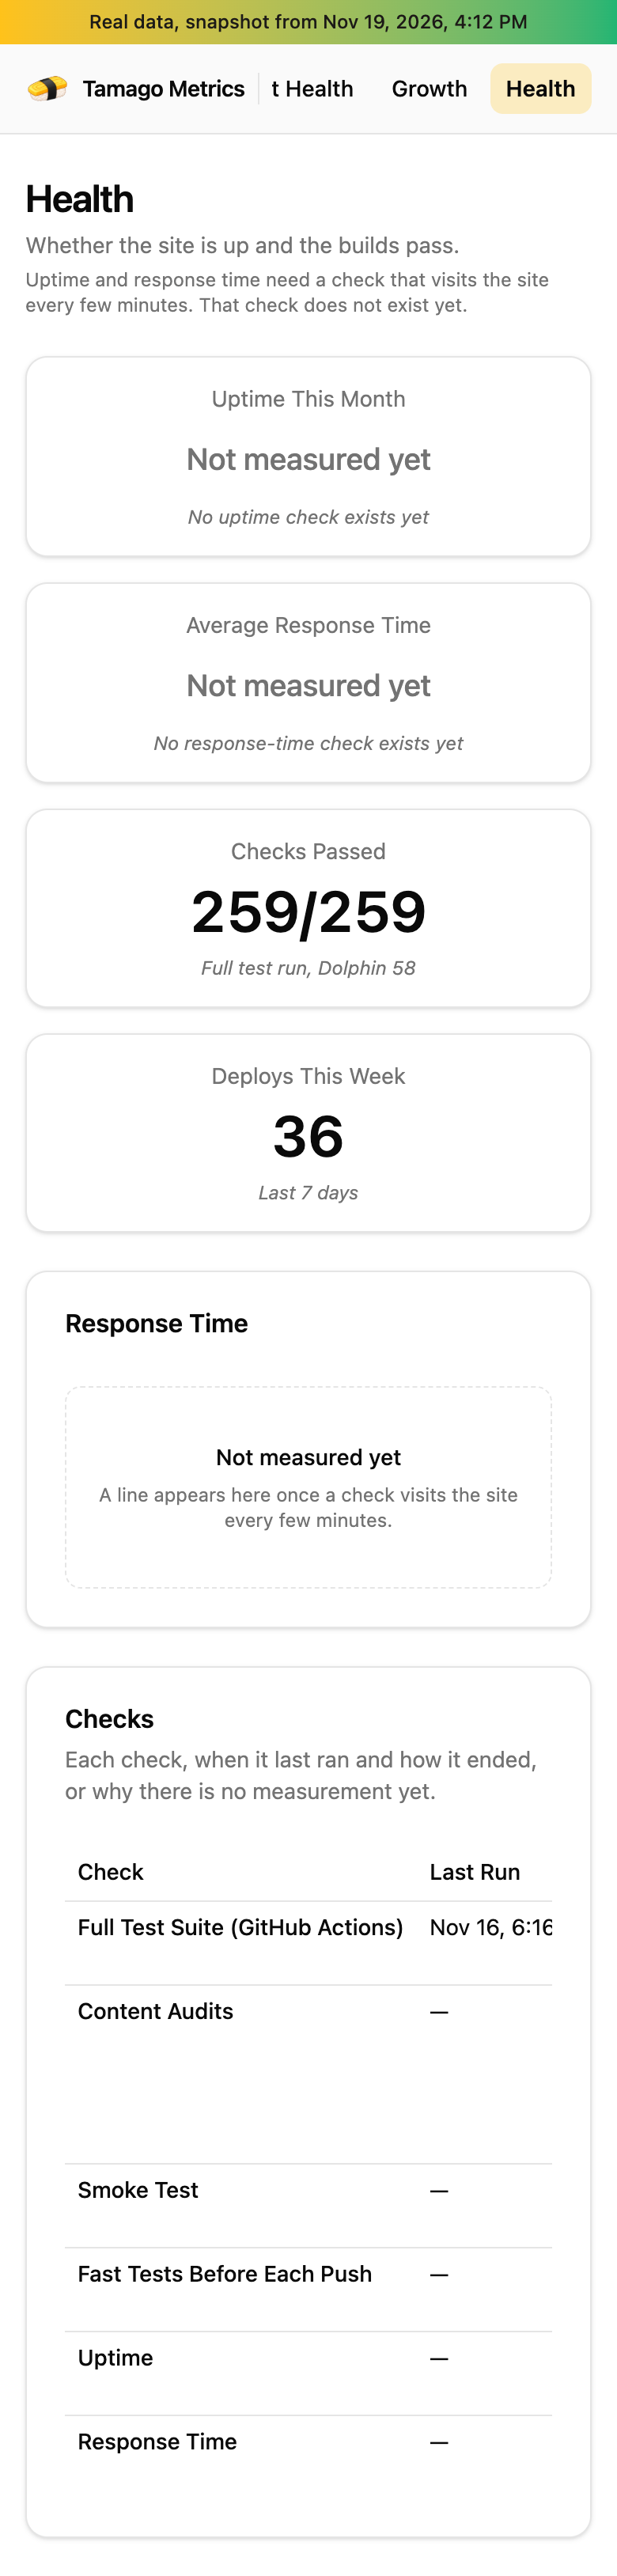 Real data, snapshot from Nov 19, 2026, 4:12 PM
Tamago Metrics
t Health
Growth
Health
Health
Whether the site is up and the builds pass.
Uptime and response time need a check that visits the site
every few minutes. That check does not exist yet.
Uptime This Month
Not measured yet
No uptime check exists yet
Average Response Time
Not measured yet
No response-time check exists yet
Checks Passed
259/259
Full test run, Dolphin 58
Deploys This Week
36
Last 7 days
Response Time
Not measured yet
A line appears here once a check visits the site
every few minutes.
Checks
Each check, when it last ran and how it ended,
or why there is no measurement yet.
Check Last Run
Full Test Suite (GitHub Actions) Nov 16, 6:16
Content Audits —
Smoke Test —
Fast Tests Before Each Push —
Uptime —
Response Time —